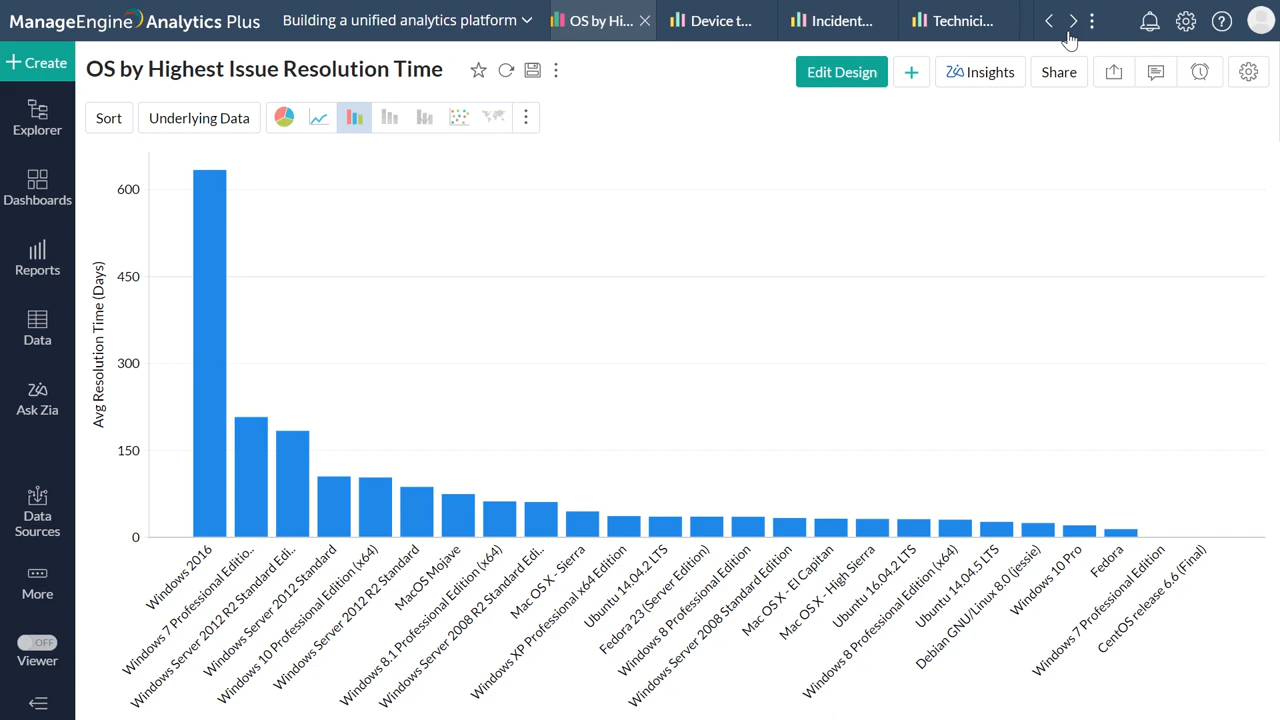 ManageEngine Analytics Plus
Building a unified analytics platform
OS by Hi...
Device t...
Incident...
Technici...
Create
OS by Highest Issue Resolution Time
Edit Design
Insights
Share
Sort
Underlying Data
Explorer
Dashboards
Reports
Data
Ask Zia
Data
Sources
More
OFF
Viewer
Avg Resolution Time (Days)
600
450
300
150
0
Windows 2016
Windows 7 Professional Editio..
Windows Server 2012 R2 Standard Edi..
Windows Server 2012 Standard
Windows 10 Professional Edition (x64)
Windows Server 2012 R2 Standard
MacOS Mojave
Windows 8.1 Professional Edition (x64)
Windows Server 2008 R2 Standard Edi..
Mac OS X - Sierra
Windows XP Professional x64 Edition
Ubuntu 14.04.2 LTS
Fedora 23 (Server Edition)
Windows 8 Professional Edition
Windows Server 2008 Standard Edition
Mac OS X - El Capitan
Mac OS X - High Sierra
Ubuntu 16.04.2 LTS
Windows 8 Professional Edition (x64)
Ubuntu 14.04.5 LTS
Debian GNU/Linux 8.0 (jessie)
Windows 10 Pro
Fedora
Windows 7 Professional Edition
CentOS release 6.6 (Final)